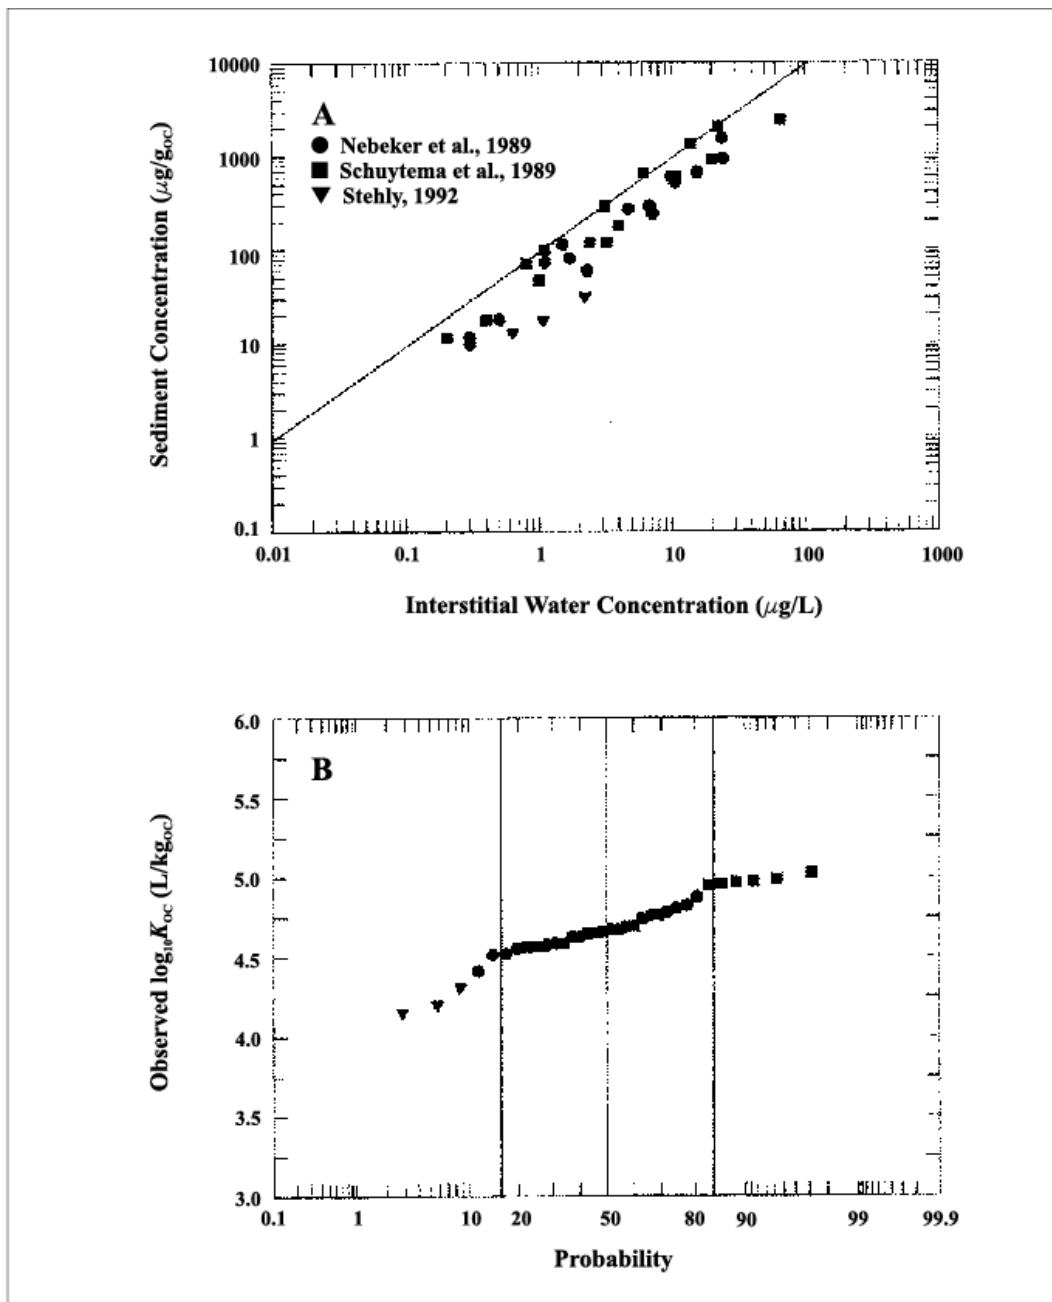 10000
1000
100
10
1
0.1
Sediment Concentration (μg/gOC)
A
Nebeker et al., 1989
Schuytema et al., 1989
Stehly, 1992
0.01 0.1 1 10 100 1000
Interstitial Water Concentration (μg/L)
6.0
5.5
5.0
4.5
4.0
3.5
3.0
Observed log10KOC (L/kgOC)
B
0.1 1 10 20 50 80 90 99 99.9
Probability